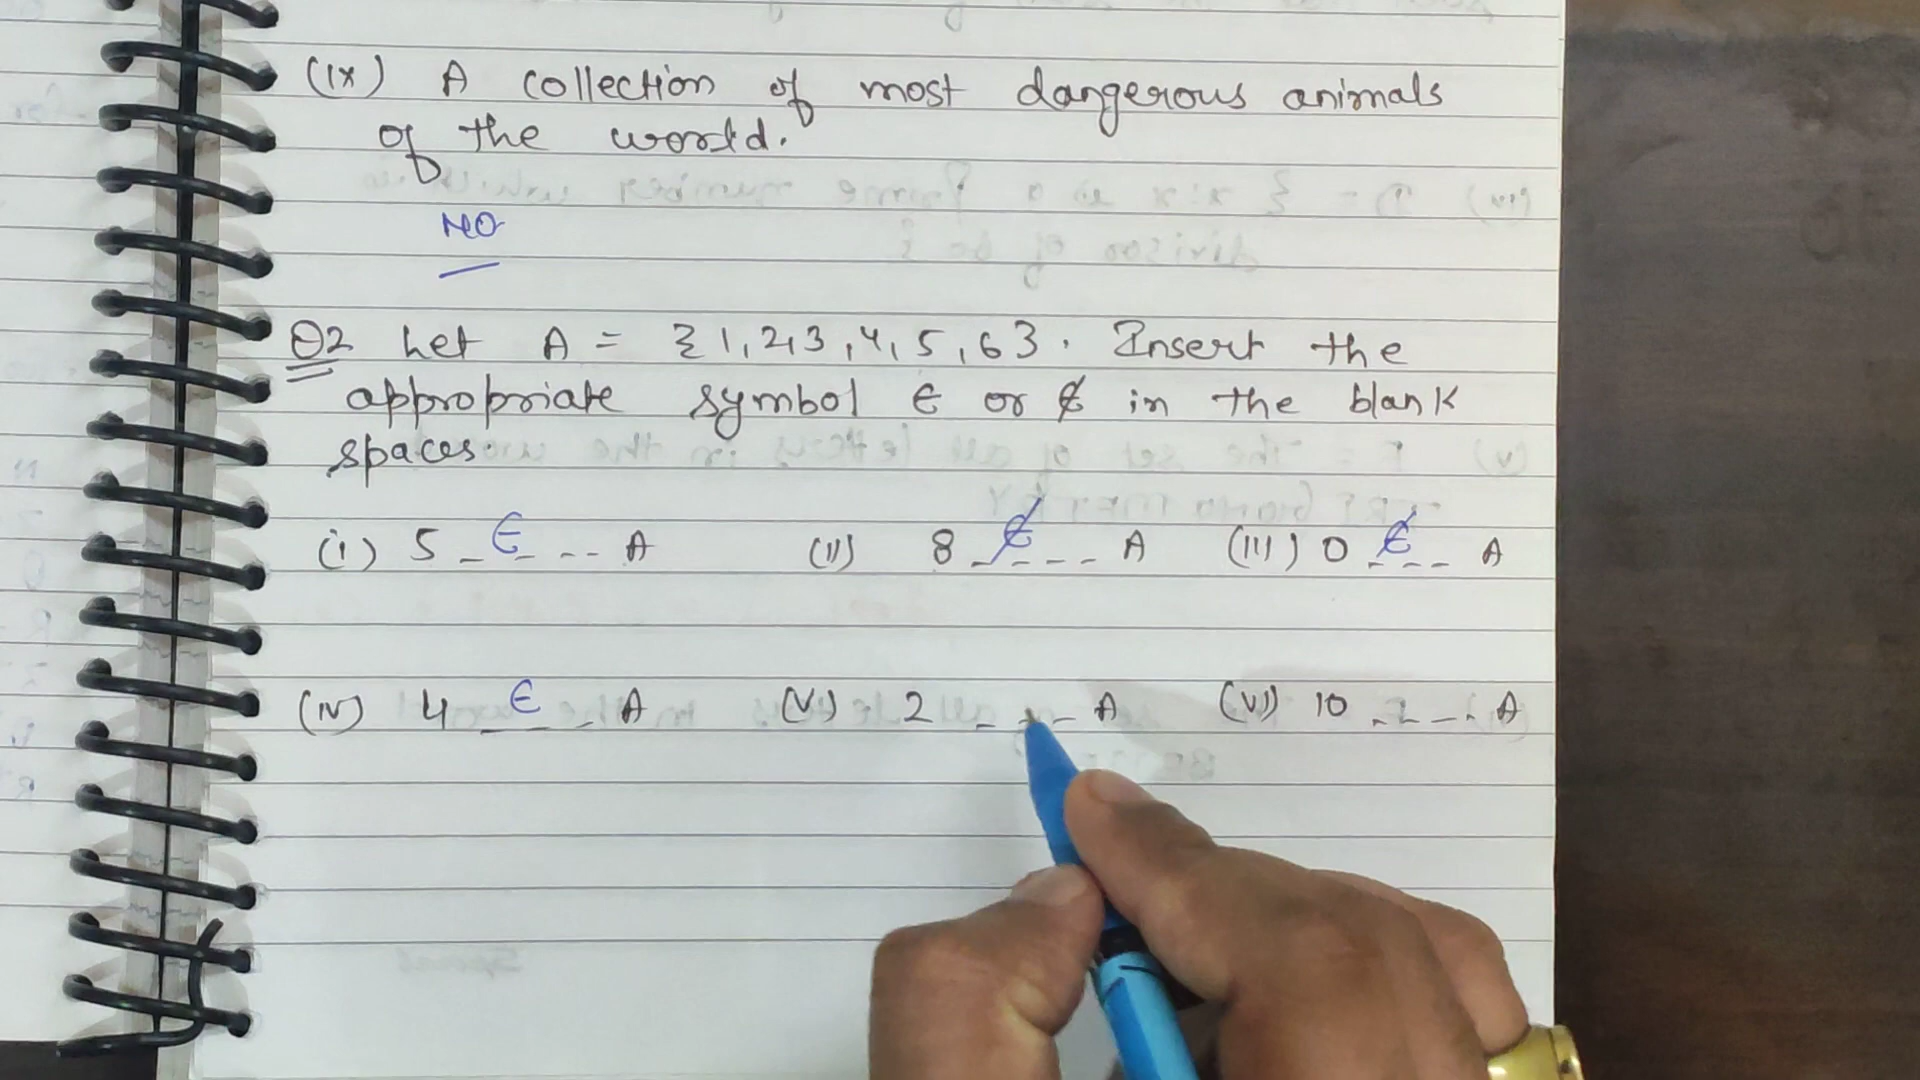 (ix) A collection of most dangerous animals
of the world.
NO
Q2 Let A = {1,2,3,4,5,6}. Insert the
appropriate symbol ∈ or ∉ in the blank
spaces.
(i) 5 _∈_ _ _ A (ii) 8 _∉_ _ _ A (iii) 0 _∉_ _ A
(iv) 4 _∈_ _ A (v) 2 _ _ _ A (vi) 10 _ _ _ . A